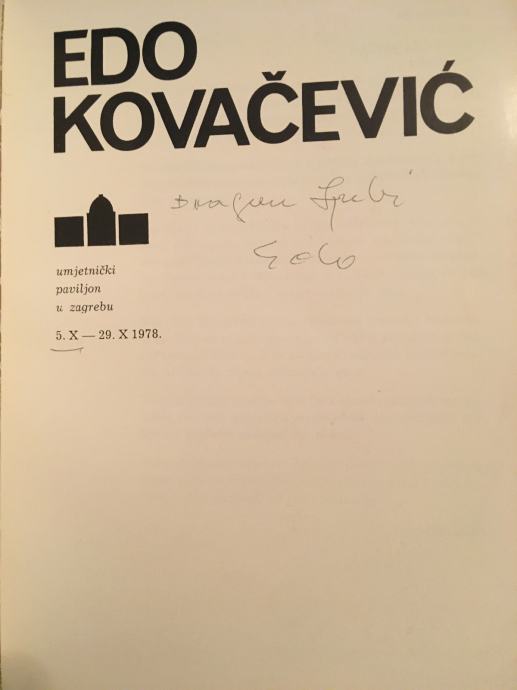 EDO
KOVAČEVIĆ
Edo
umjetnički
paviljon
u zagrebu
5. X — 29. X 1978.